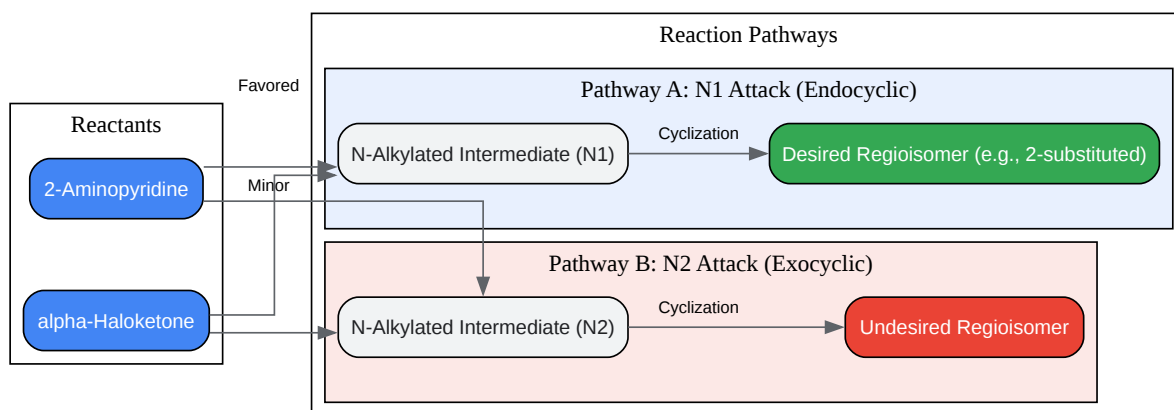 Reaction Pathways
Favored
Pathway A: N1 Attack (Endocyclic)
Reactants
Cyclization
N-Alkylated Intermediate (N1)
Desired Regioisomer (e.g., 2-substituted)
2-Aminopyridine
Minor
Pathway B: N2 Attack (Exocyclic)
Cyclization
alpha-Haloketone
N-Alkylated Intermediate (N2)
Undesired Regioisomer